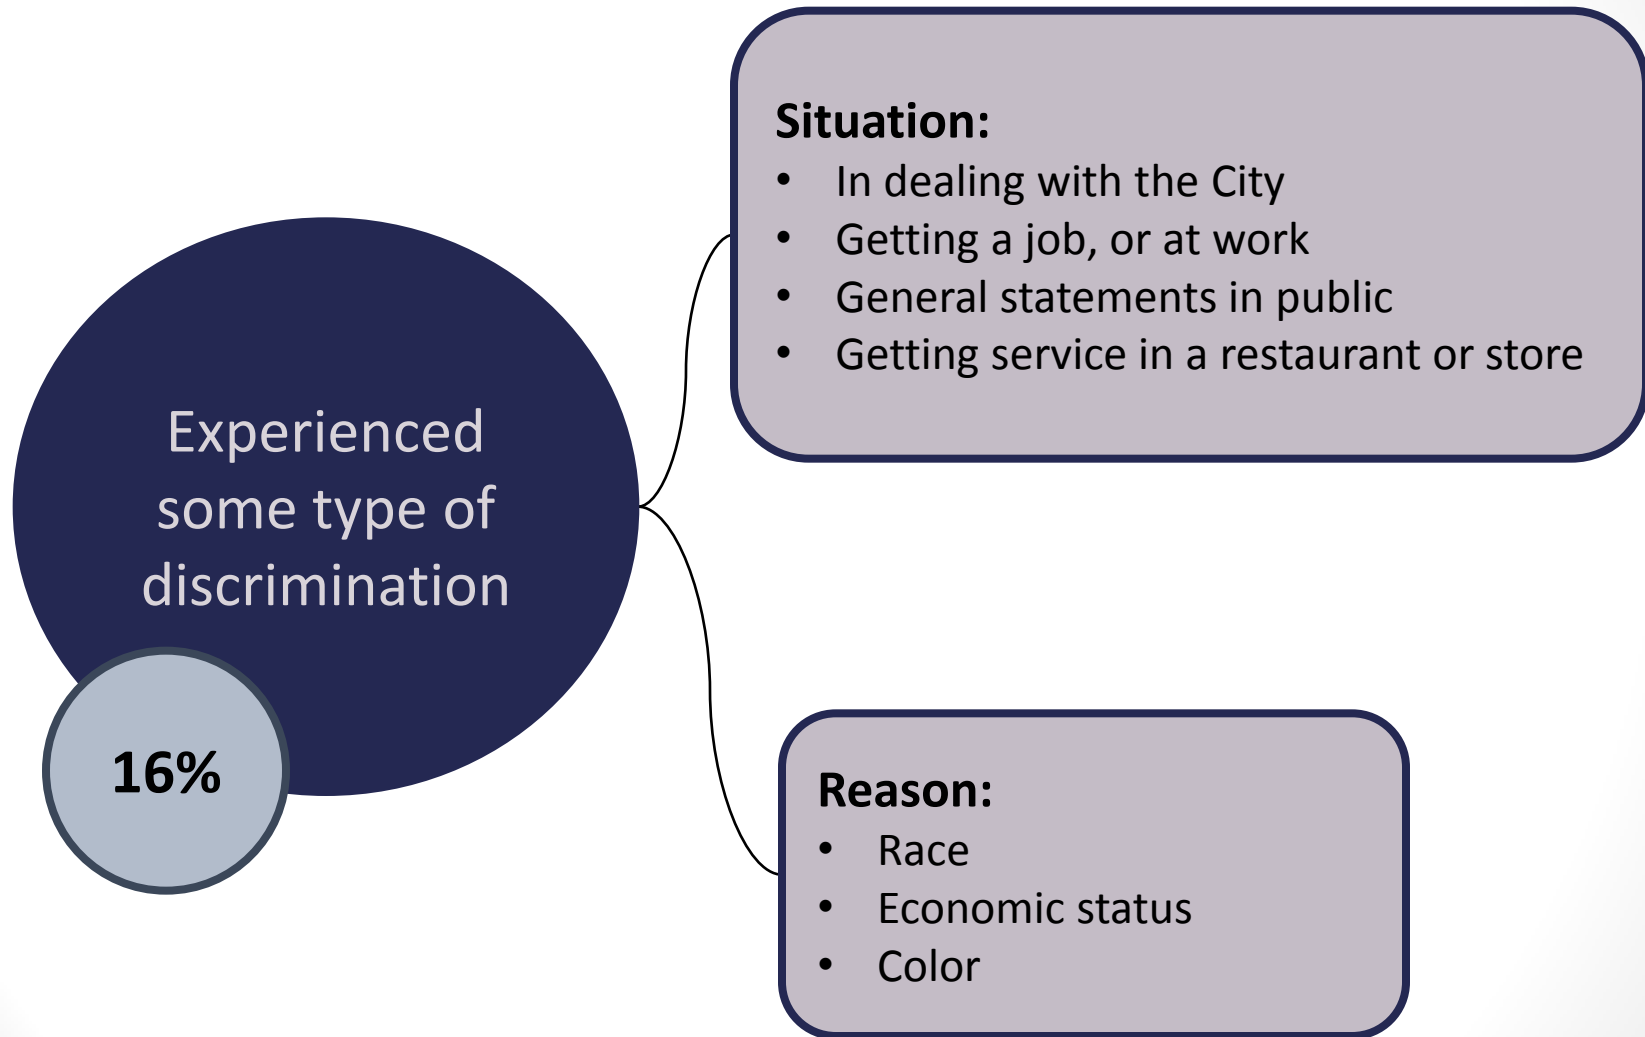 Experienced
some type of
discrimination
16%
Situation:
• In dealing with the City
• Getting a job, or at work
• General statements in public
• Getting service in a restaurant or store
Reason:
• Race
• Economic status
• Color